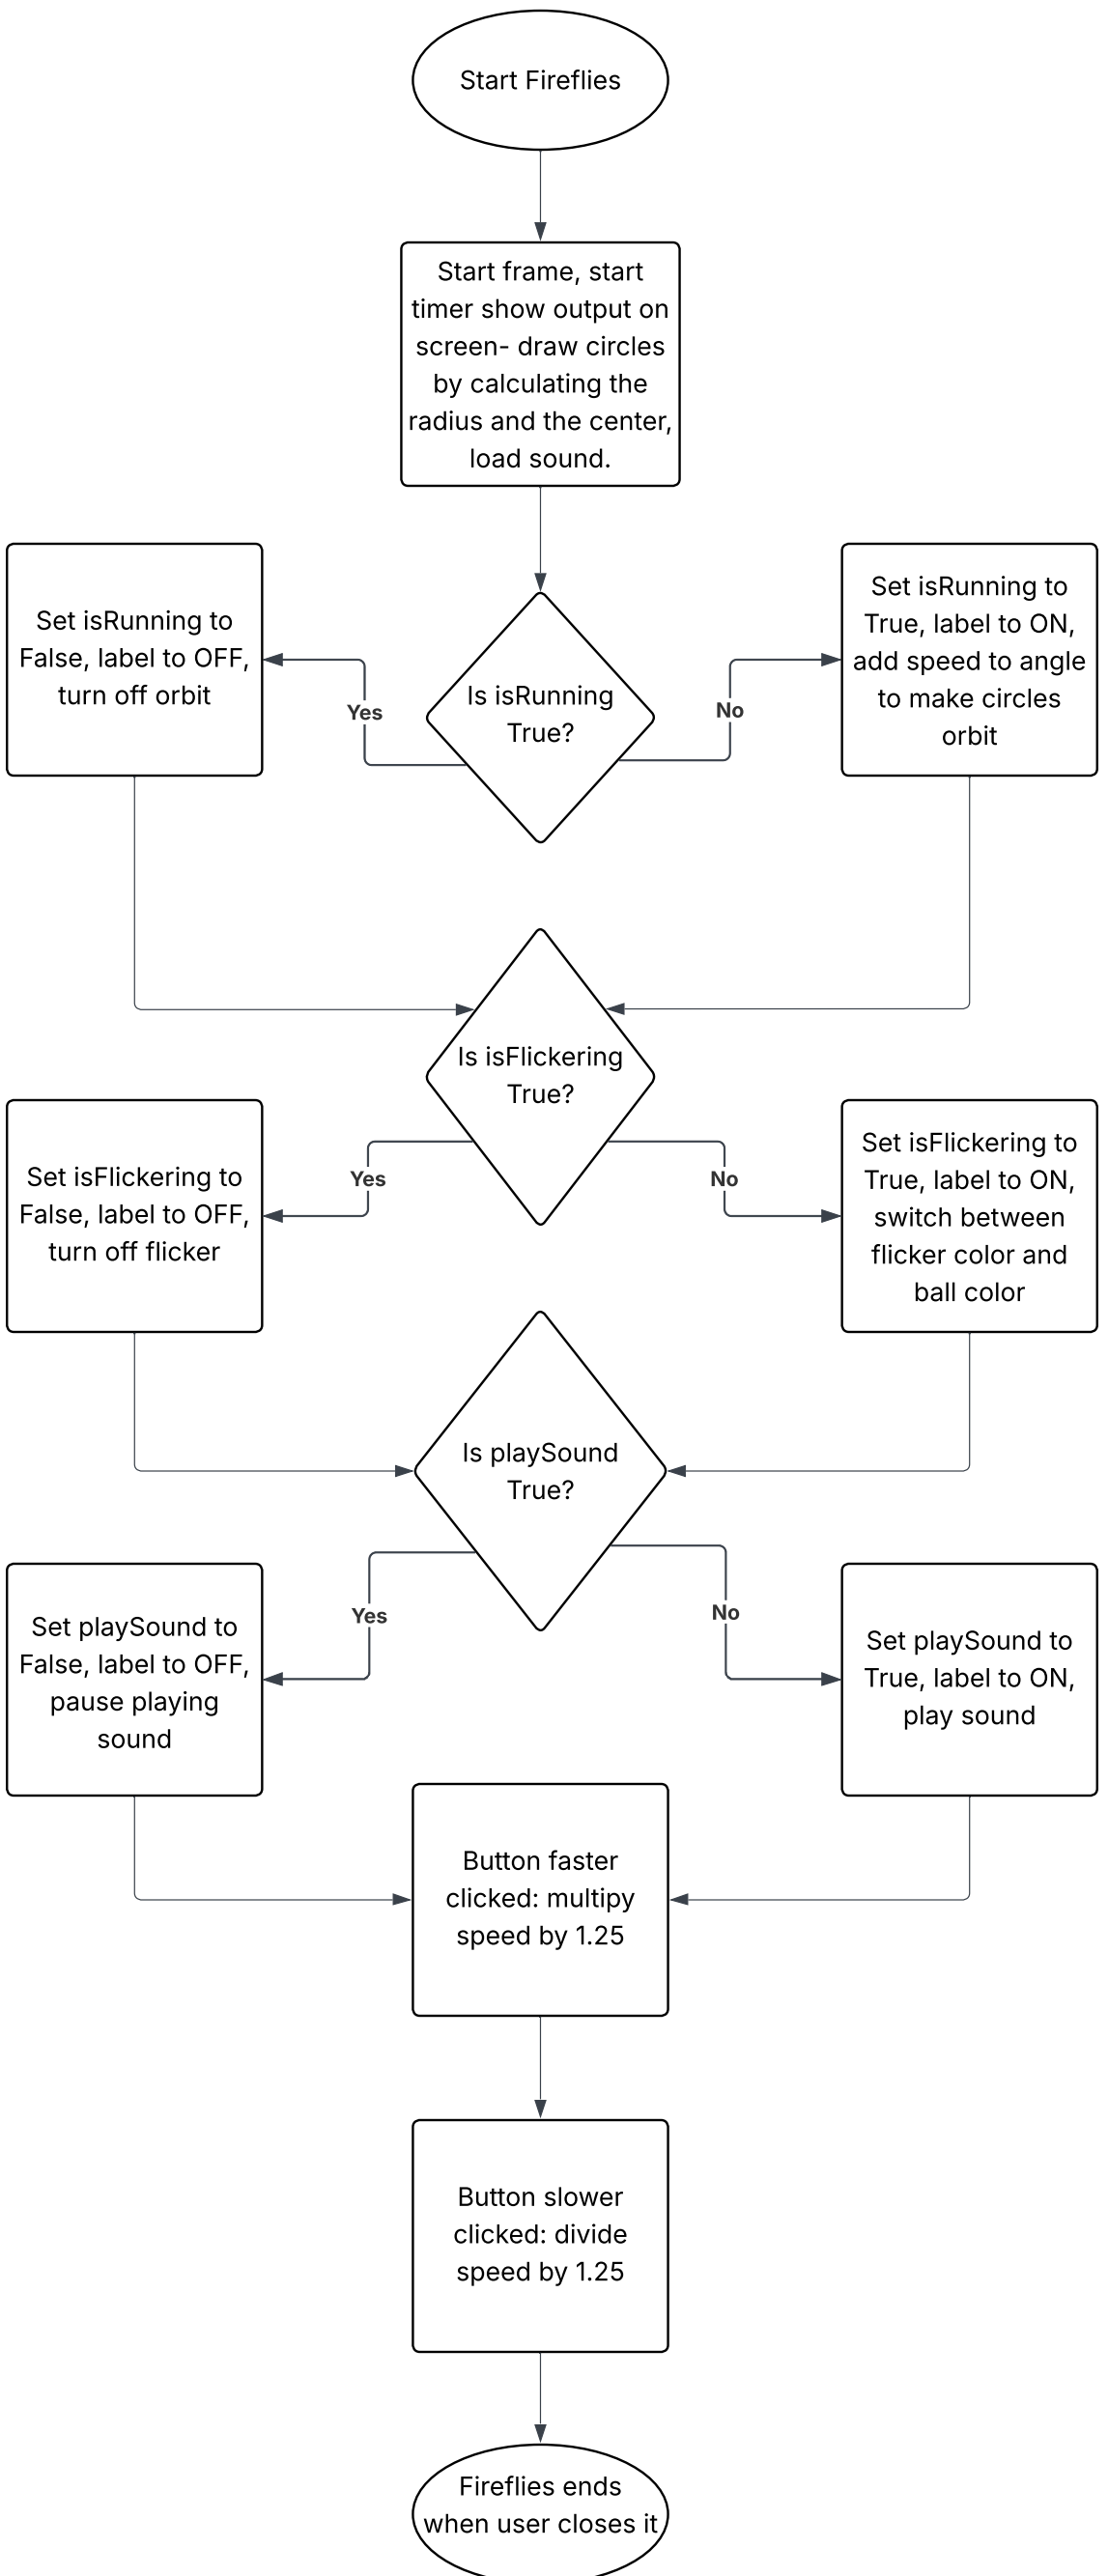 Start Fireflies
Start frame, start
timer show output on
screen- draw circles
by calculating the
radius and the center,
load sound.
Set isRunning to
False, label to OFF,
turn off orbit
Yes
Is isRunning
True?
No
Set isRunning to
True, label to ON,
add speed to angle
to make circles
orbit
Is isFlickering
True?
Set isFlickering to
False, label to OFF,
turn off flicker
Yes
No
Set isFlickering to
True, label to ON,
switch between
flicker color and
ball color
Is playSound
True?
Set playSound to
False, label to OFF,
pause playing
sound
Yes
No
Set playSound to
True, label to ON,
play sound
Button faster
clicked: multipy
speed by 1.25
Button slower
clicked: divide
speed by 1.25
Fireflies ends
when user closes it